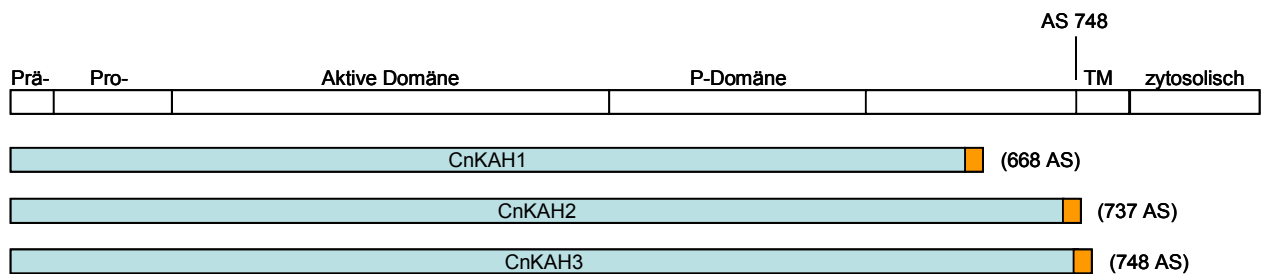 AS 748
Prä- Pro- Aktive Domäne P-Domäne TM zytosolisch
CnKAH1 (668 AS)
CnKAH2 (737 AS)
CnKAH3 (748 AS)